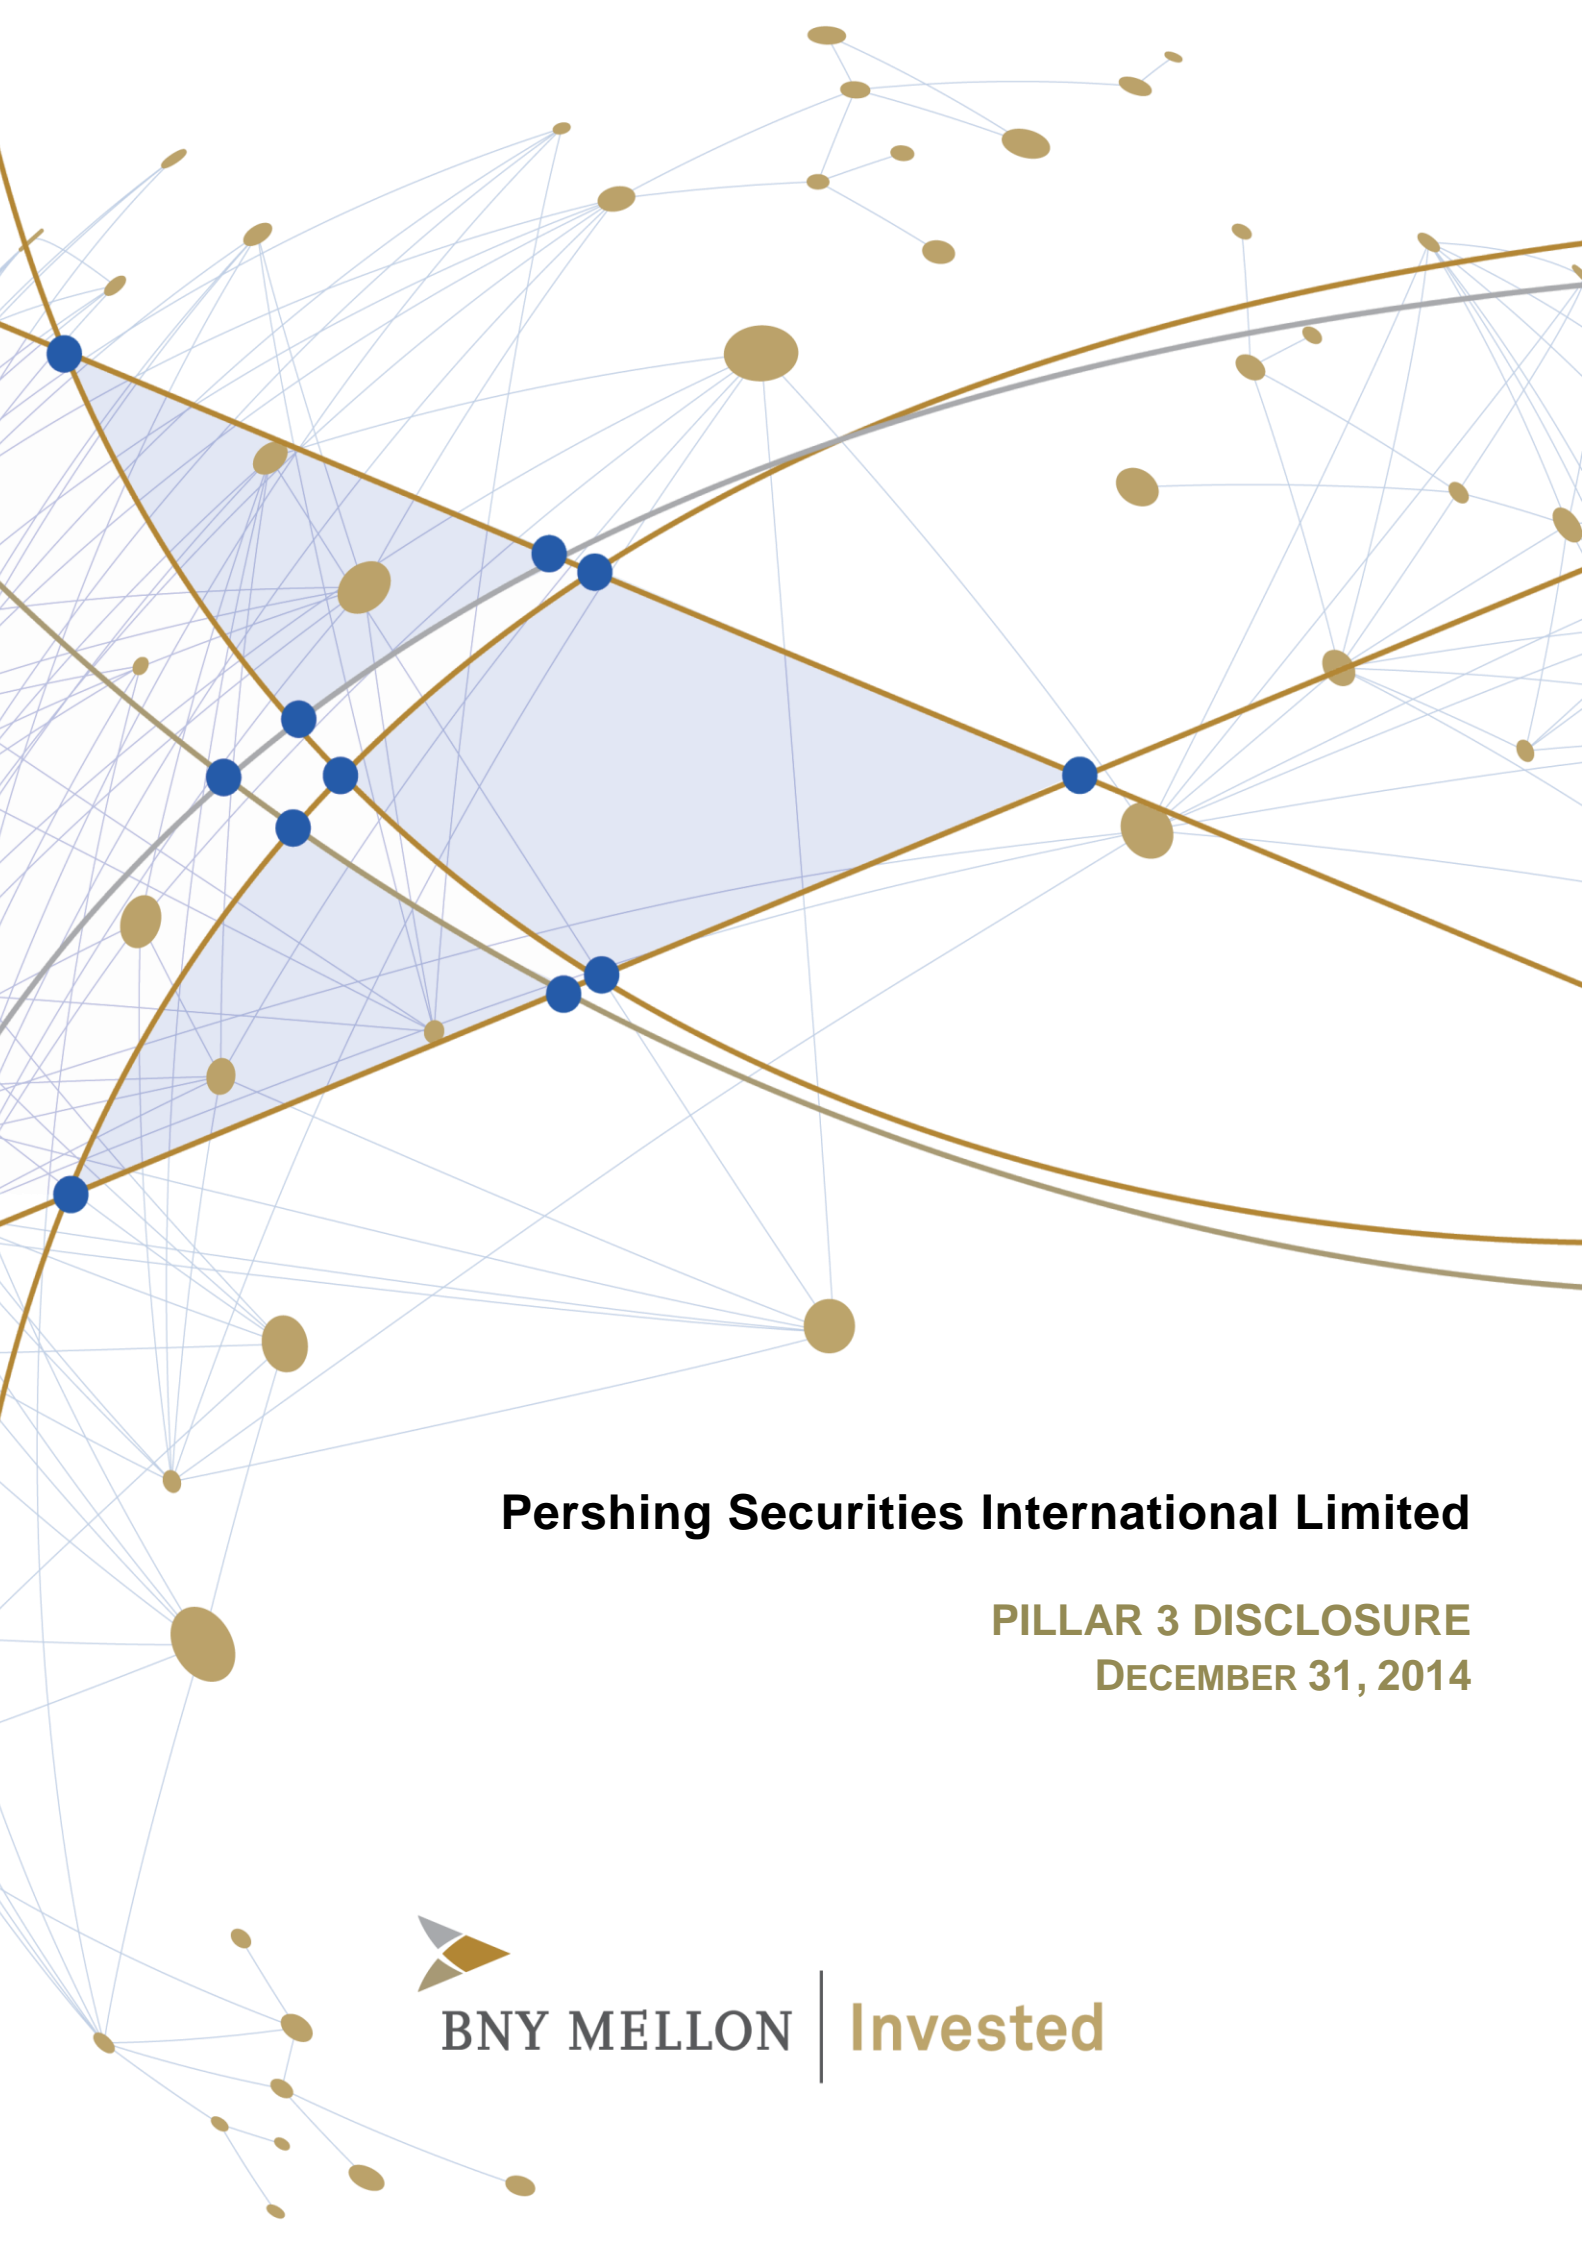 Pershing Securities International Limited
PILLAR 3 DISCLOSURE
DECEMBER 31, 2014
BNY MELLON | Invested